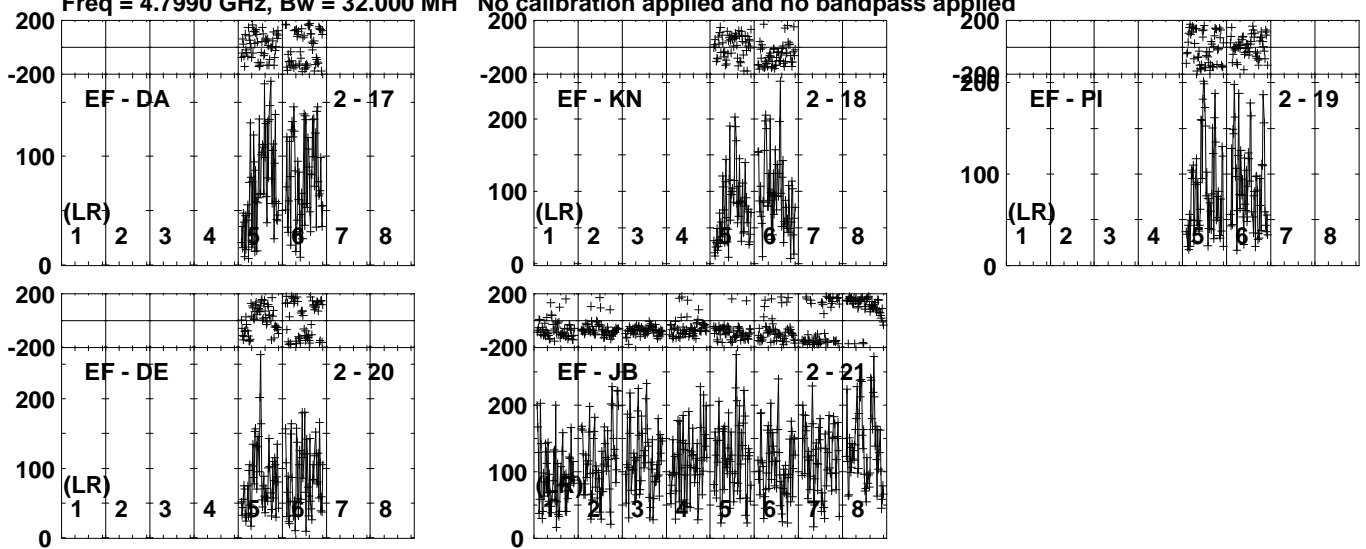 Freq = 4.7990 GHz, Bw = 32.000 MH No calibration applied and no bandpass applied
200
-200
EF - DA 2 - 17
100
(LR)
1 2 3 4 5 6 7 8
0
200
-200
EF - KN 2 - 18
200
100
(LR)
1 2 3 4 5 6 7 8
0
200
-200
200
EF - PI 2 - 19
100
(LR)
1 2 3 4 5 6 7 8
0
200
-200
EF - DE 2 - 20
200
100
(LR)
1 2 3 4 5 6 7 8
0
200
-200
EF - JB 2 - 21
200
100
(LR)
1 2 3 4 5 6 7 8
0